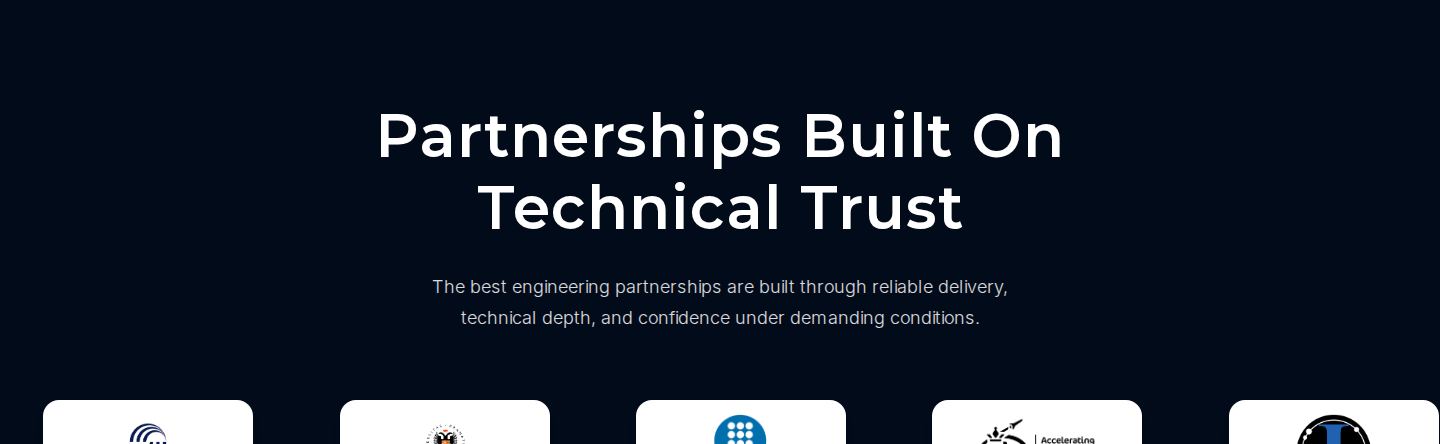 Partnerships Built On
Technical Trust
The best engineering partnerships are built through reliable delivery,
technical depth, and confidence under demanding conditions.
Accelerating